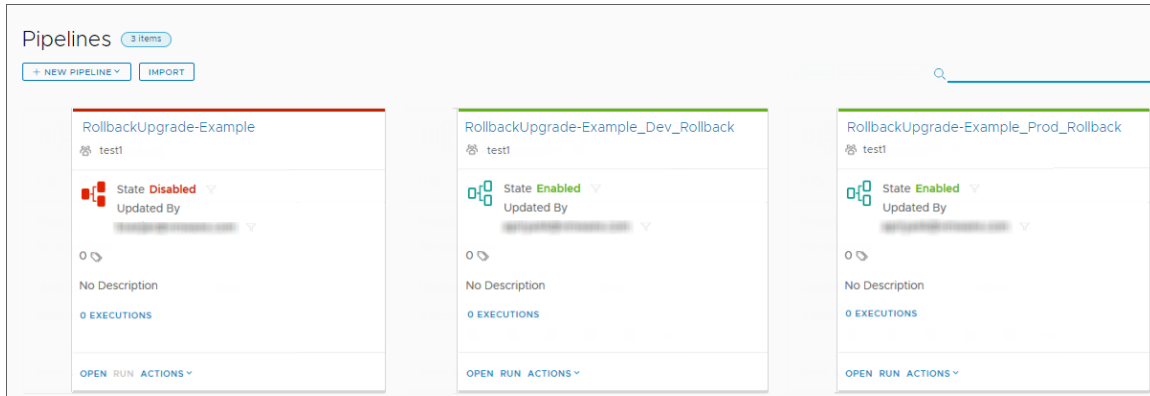 Pipelines 3 items
+ NEW PIPELINE IMPORT
RollbackUpgrade-Example
test1
State Disabled
Updated By
0
No Description
0 EXECUTIONS
OPEN RUN ACTIONS
RollbackUpgrade-Example_Dev_Rollback
test1
State Enabled
Updated By
0
No Description
0 EXECUTIONS
OPEN RUN ACTIONS
RollbackUpgrade-Example_Prod_Rollback
test1
State Enabled
Updated By
0
No Description
0 EXECUTIONS
OPEN RUN ACTIONS